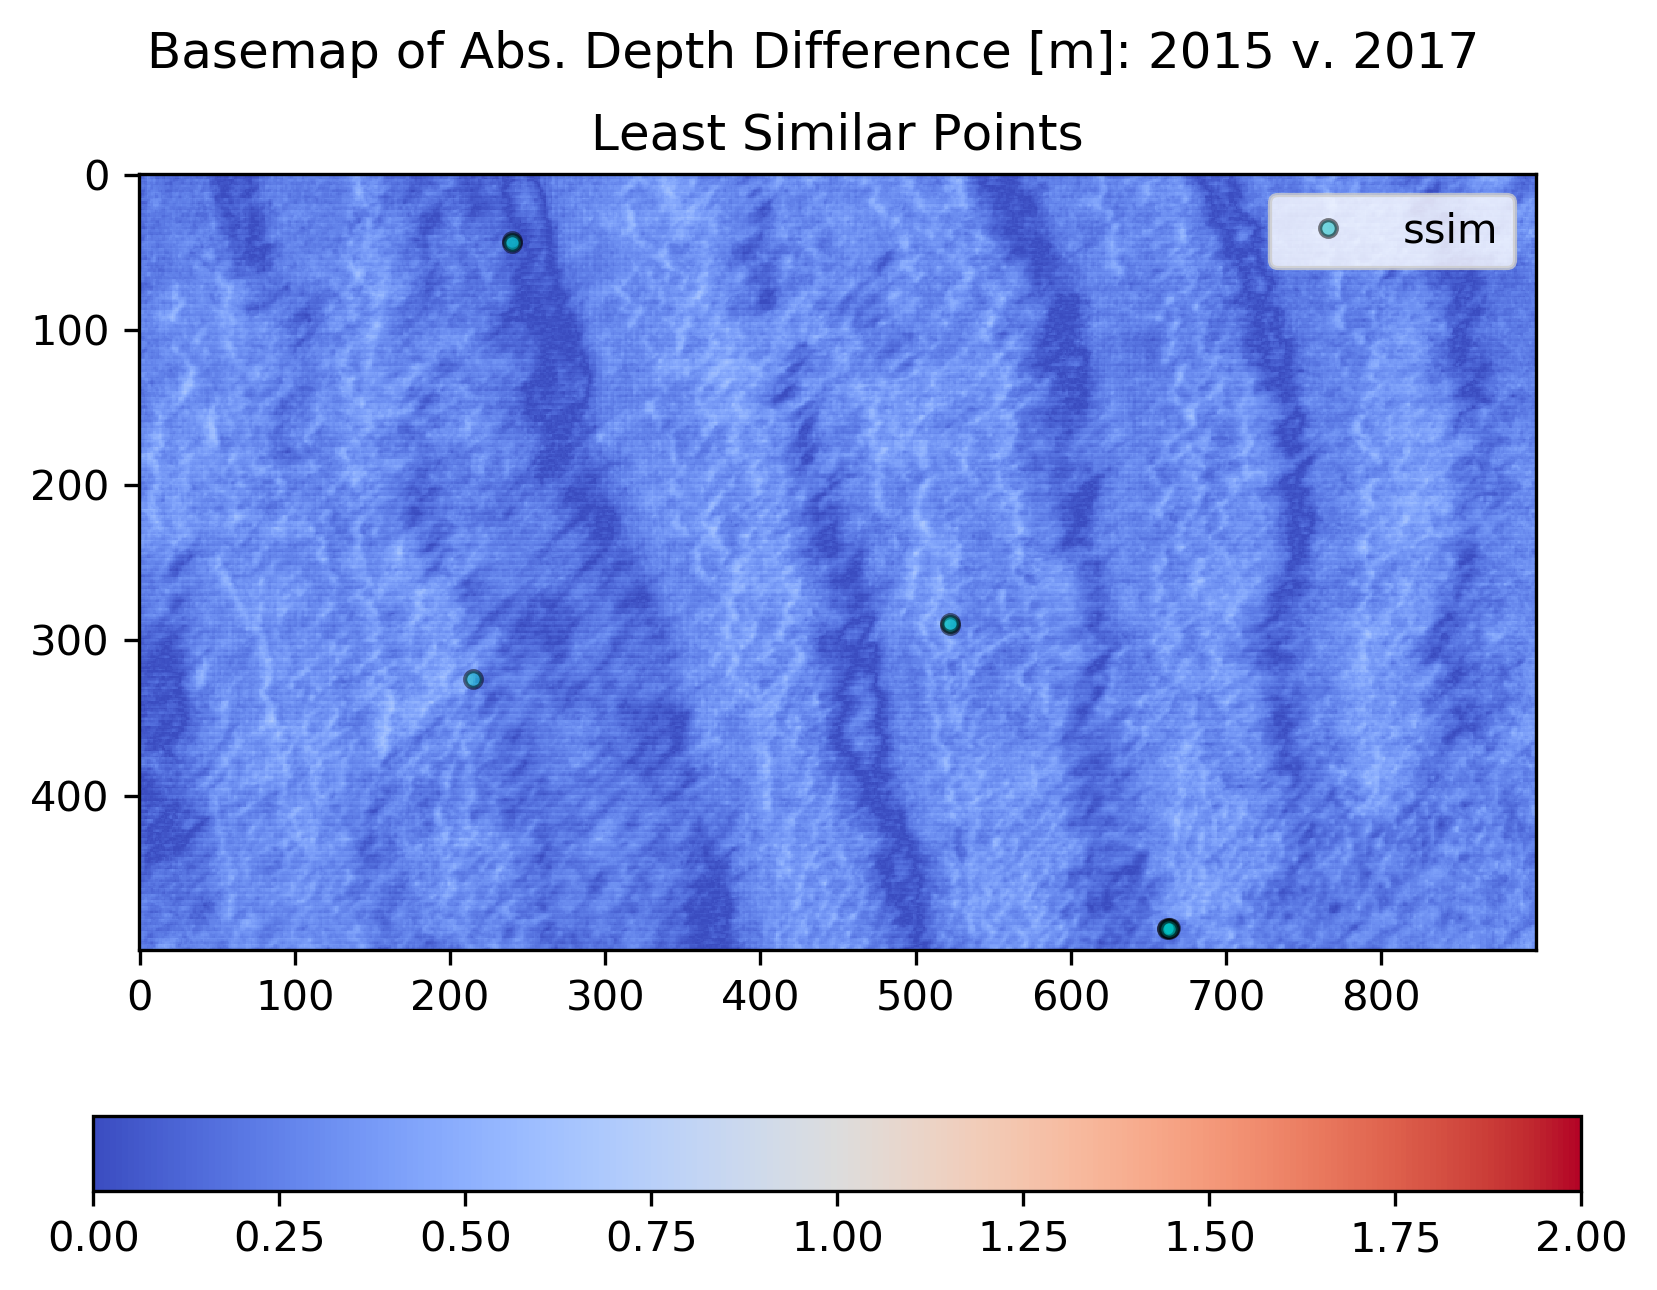 Basemap of Abs. Depth Difference [m]: 2015 v. 2017
Least Similar Points
ssim
0
100
200
300
400
0 100 200 300 400 500 600 700 800
0.00 0.25 0.50 0.75 1.00 1.25 1.50 1.75 2.00